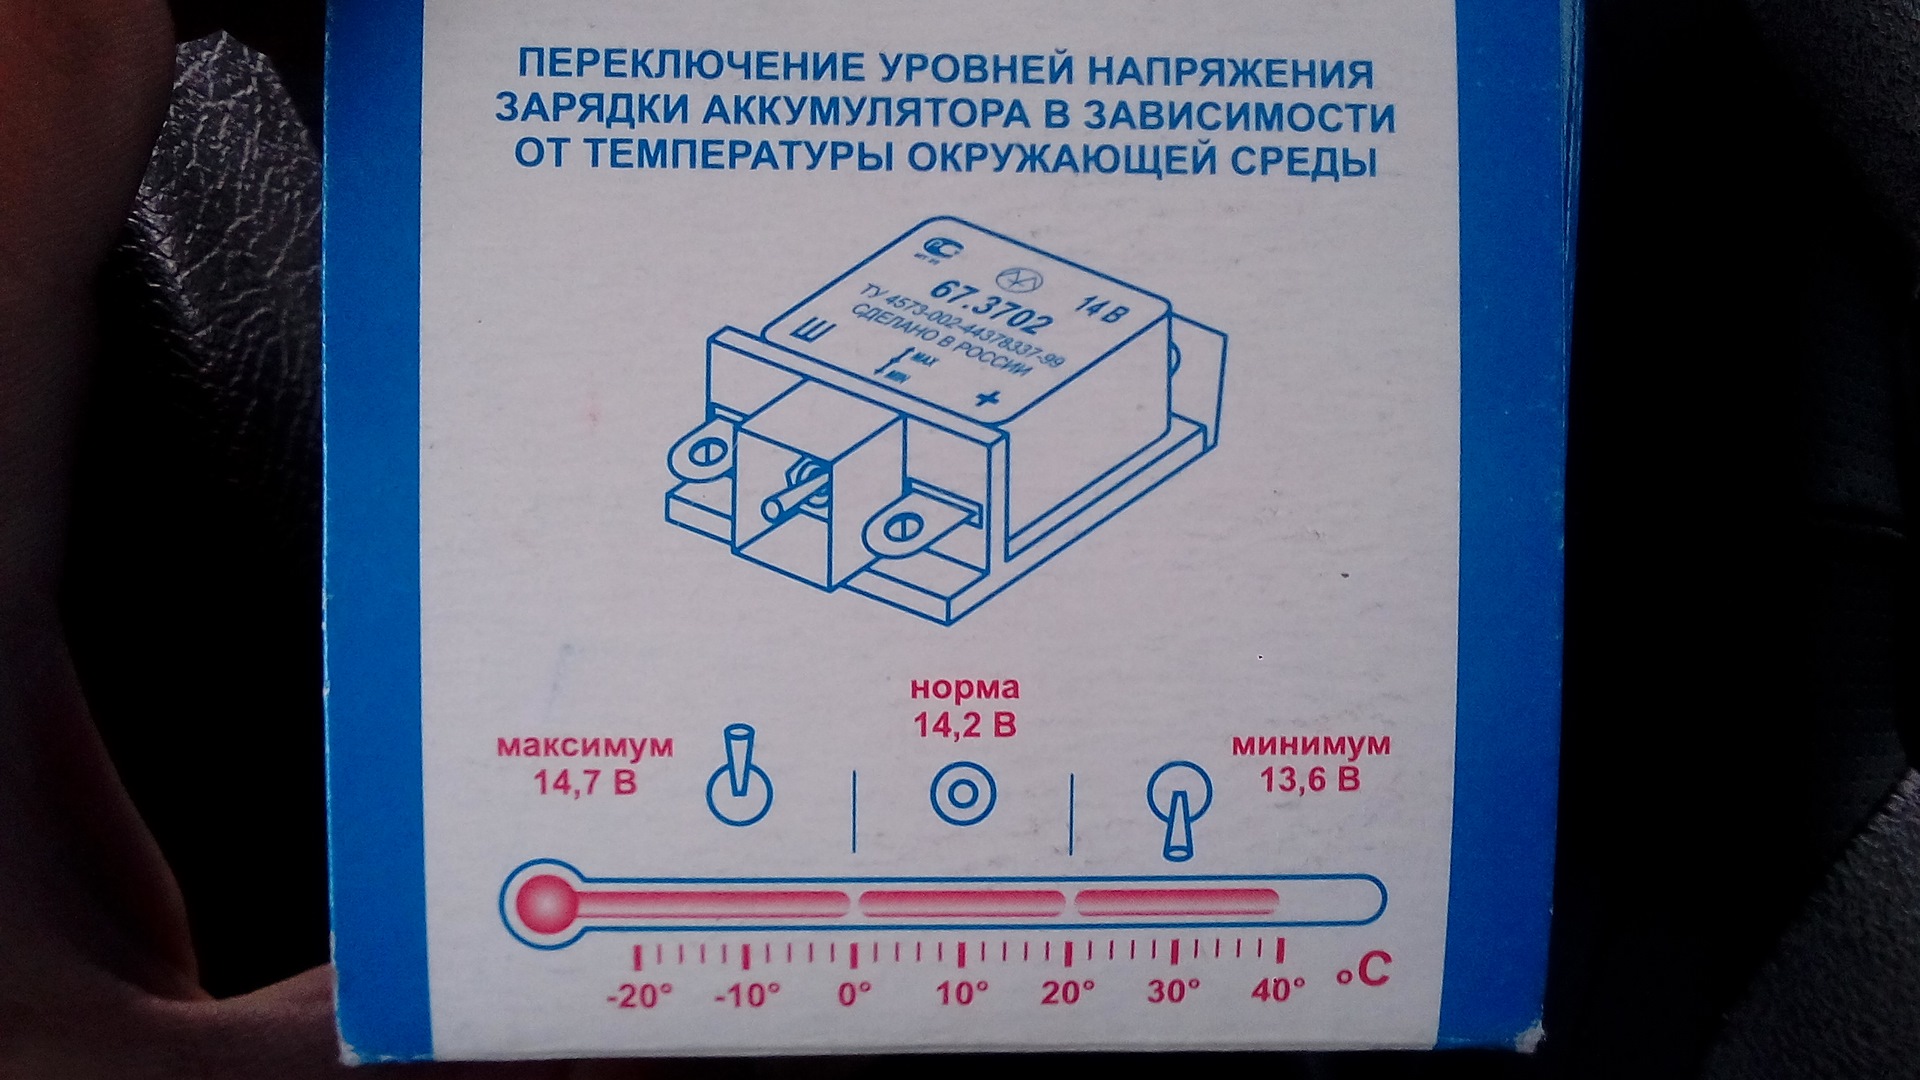 ПЕРЕКЛЮЧЕНИЕ УРОВНЕЙ НАПРЯЖЕНИЯ
ЗАРЯДКИ АККУМУЛЯТОРА В ЗАВИСИМОСТИ
ОТ ТЕМПЕРАТУРЫ ОКРУЖАЮЩЕЙ СРЕДЫ
14 В
67.3702
ТУ 4573-002-44378337-99
СДЕЛАНО В РОССИИ
Ш
MAX
MIN
+
норма
14,2 В
максимум
14,7 В
минимум
13,6 В
-20° -10° 0° 10° 20° 30° 40° °C